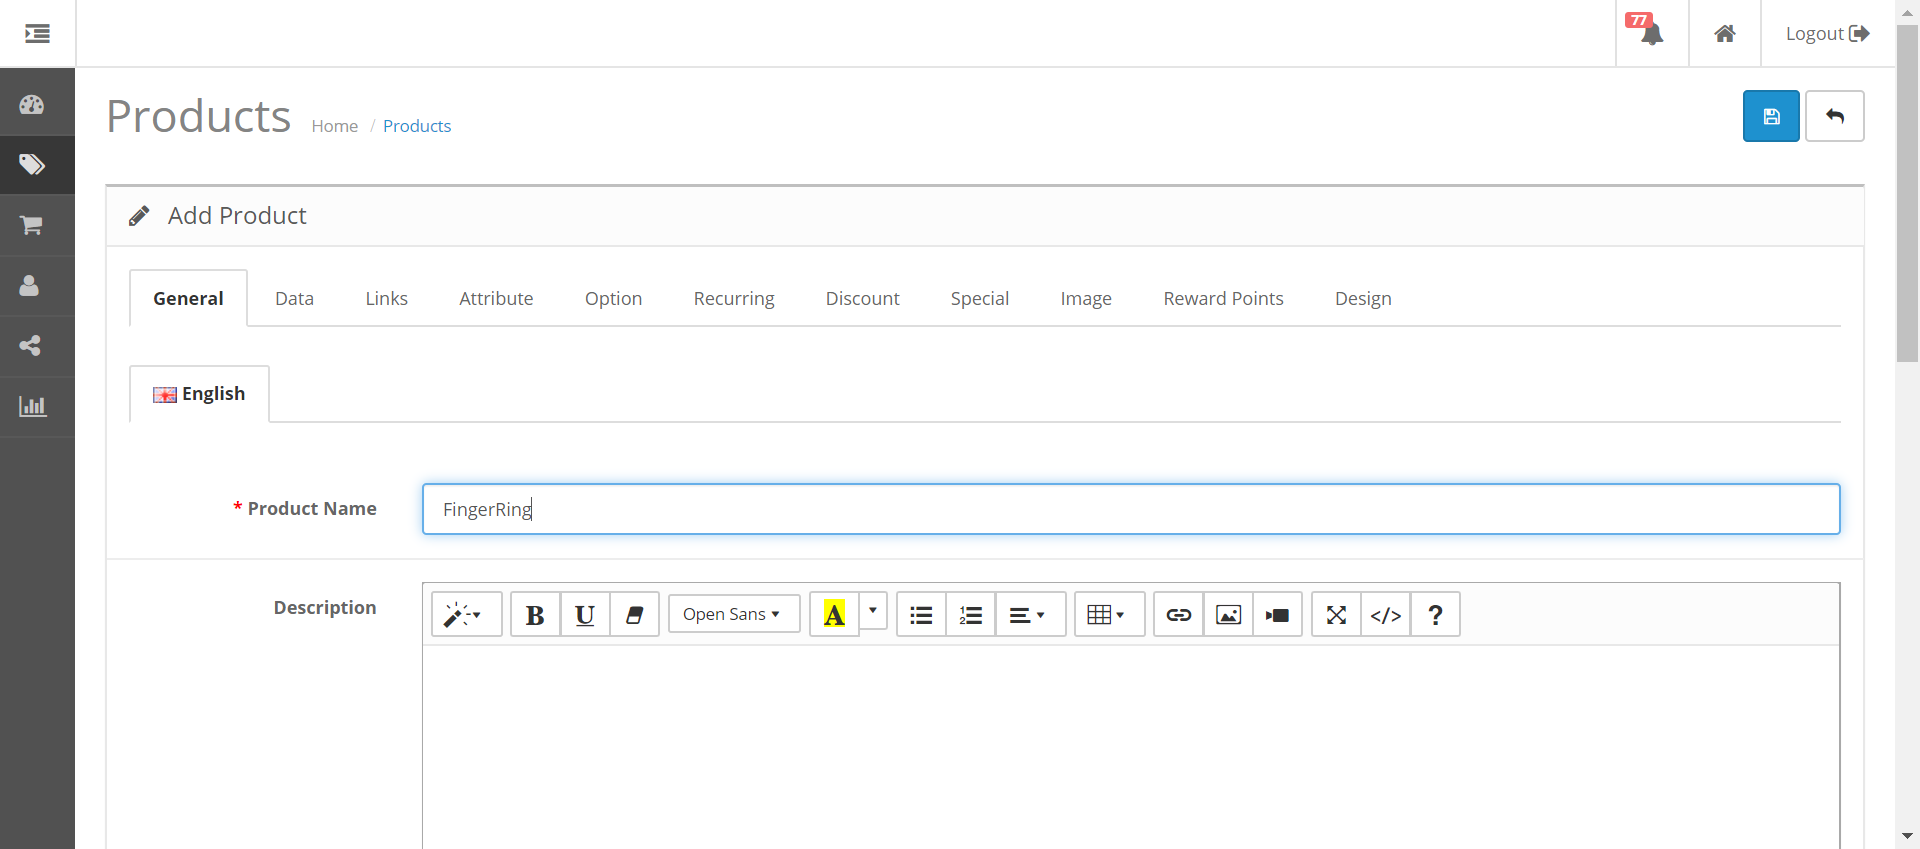 77
Logout
Products Home / Products
Add Product
General Data Links Attribute Option Recurring Discount Special Image Reward Points Design
English
* Product Name FingerRing
Description B U Open Sans A </> ?